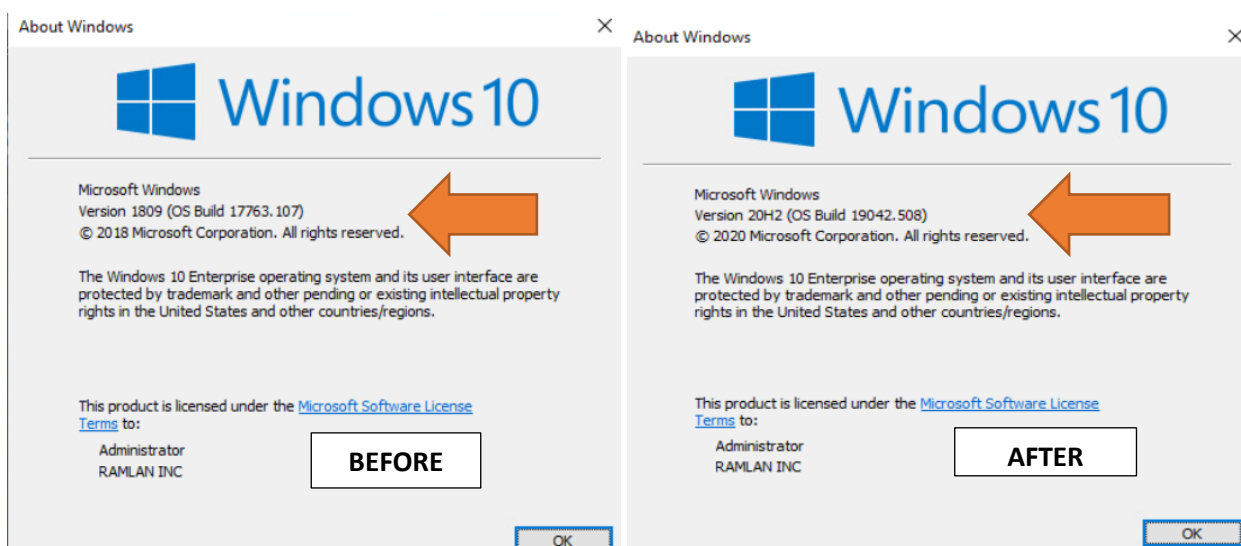 About Windows
Windows 10
Microsoft Windows
Version 1809 (OS Build 17763.107)
© 2018 Microsoft Corporation. All rights reserved.
The Windows 10 Enterprise operating system and its user interface are
protected by trademark and other pending or existing intellectual property
rights in the United States and other countries/regions.
This product is licensed under the Microsoft Software License
Terms to:
Administrator
RAMLAN INC
BEFORE
OK
About Windows
Windows 10
Microsoft Windows
Version 20H2 (OS Build 19042.508)
© 2020 Microsoft Corporation. All rights reserved.
The Windows 10 Enterprise operating system and its user interface are
protected by trademark and other pending or existing intellectual property
rights in the United States and other countries/regions.
This product is licensed under the Microsoft Software License
Terms to:
Administrator
RAMLAN INC
AFTER
OK